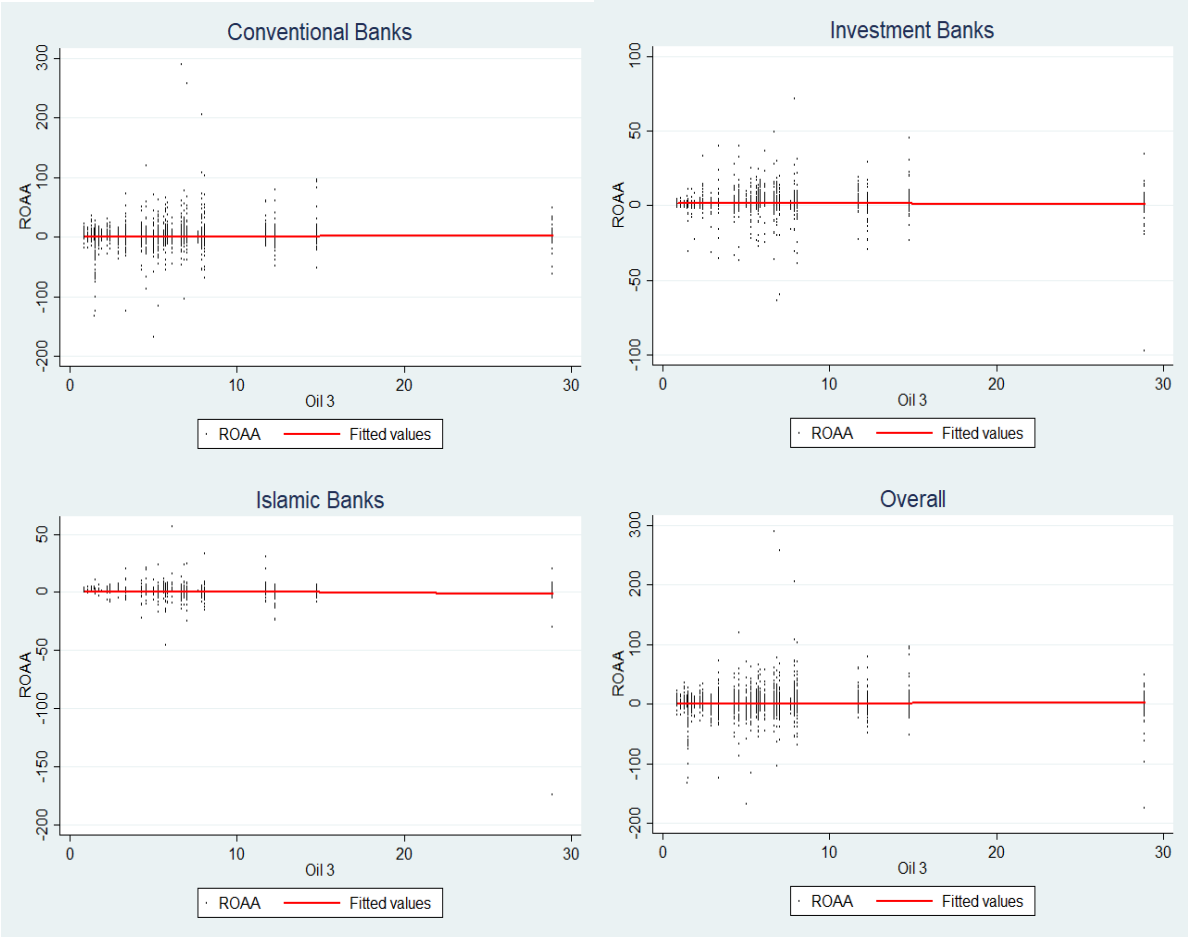 Conventional Banks
300
200
100
0
-100
-200
ROAA
0 10 20 30
Oil 3
ROAA Fitted values
Investment Banks
100
50
0
-50
-100
ROAA
0 10 20 30
Oil 3
ROAA Fitted values
Islamic Banks
50
0
-50
-100
-150
-200
ROAA
0 10 20 30
Oil 3
ROAA Fitted values
Overall
300
200
100
0
-100
-200
ROAA
0 10 20 30
Oil 3
ROAA Fitted values